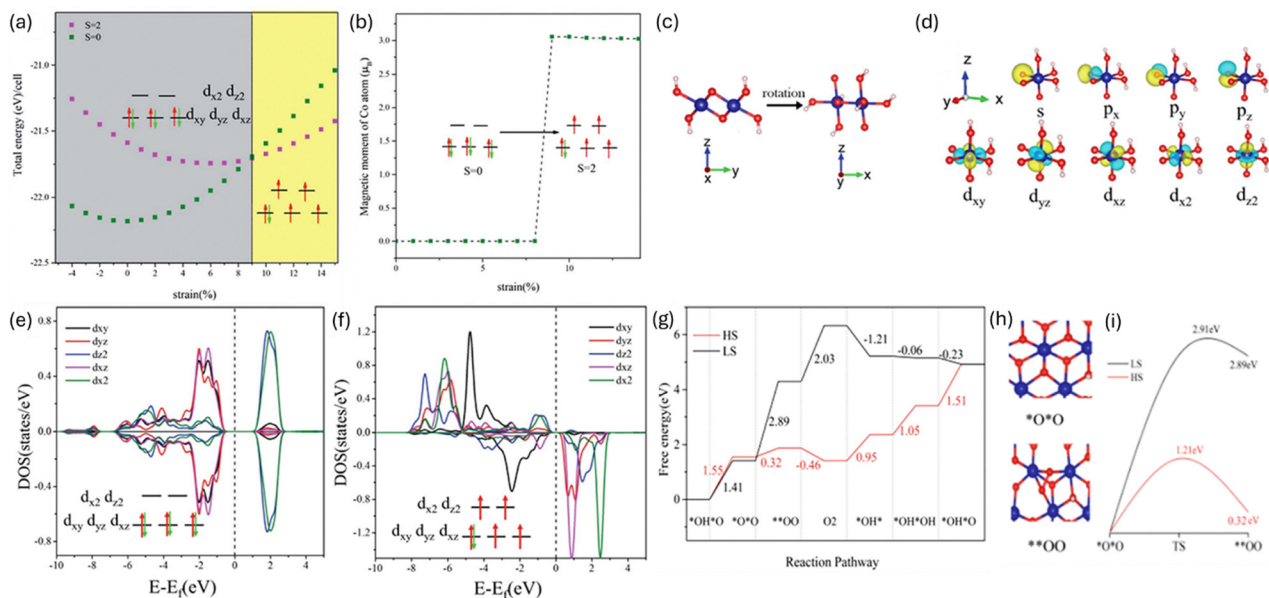 (a)
S=2
S=0
Total energy (eV)/cell
-21.0
-21.5
-22.0
-22.5
dx2 dz2
dxy dyz dxz
-4 -2 0 2 4 6 8 10 12 14
strain(%)
(b)
Magnetic moment of Co atom (μB)
3.0
2.5
2.0
1.5
1.0
0.5
0.0
S=0
S=2
0 5 10
strain(%)
(c)
rotation
z
x y
z
y x
(d)
z
y x
s px py pz
dxy dyz dxz dx2 dz2
(e)
DOS(states/eV)
0.8
0.4
0.0
-0.4
-0.8
dxy
dyz
dz2
dxz
dx2
dx2 dz2
dxy dyz dxz
-10 -8 -6 -4 -2 0 2 4
E-Ef(eV)
(f)
DOS(states/eV)
1.2
0.8
0.4
0.0
-0.4
-0.8
-1.2
dxy
dyz
dz2
dxz
dx2
dx2 dz2
dxy dyz dxz
-10 -8 -6 -4 -2 0 2 4
E-Ef(eV)
(g)
Free energy(eV)
6
4
2
0
HS
LS
1.55
1.41
0.32
2.89
-0.46
2.03
0.95
-1.21
1.05
-0.06
1.51
-0.23
*OH*O *O*O **OO O2 *OH* *OH*OH *OH*O
Reaction Pathway
(h)
*O*O
**OO
(i)
LS
HS
2.91eV
2.89eV
1.21eV
0.32eV
*O*O TS **OO